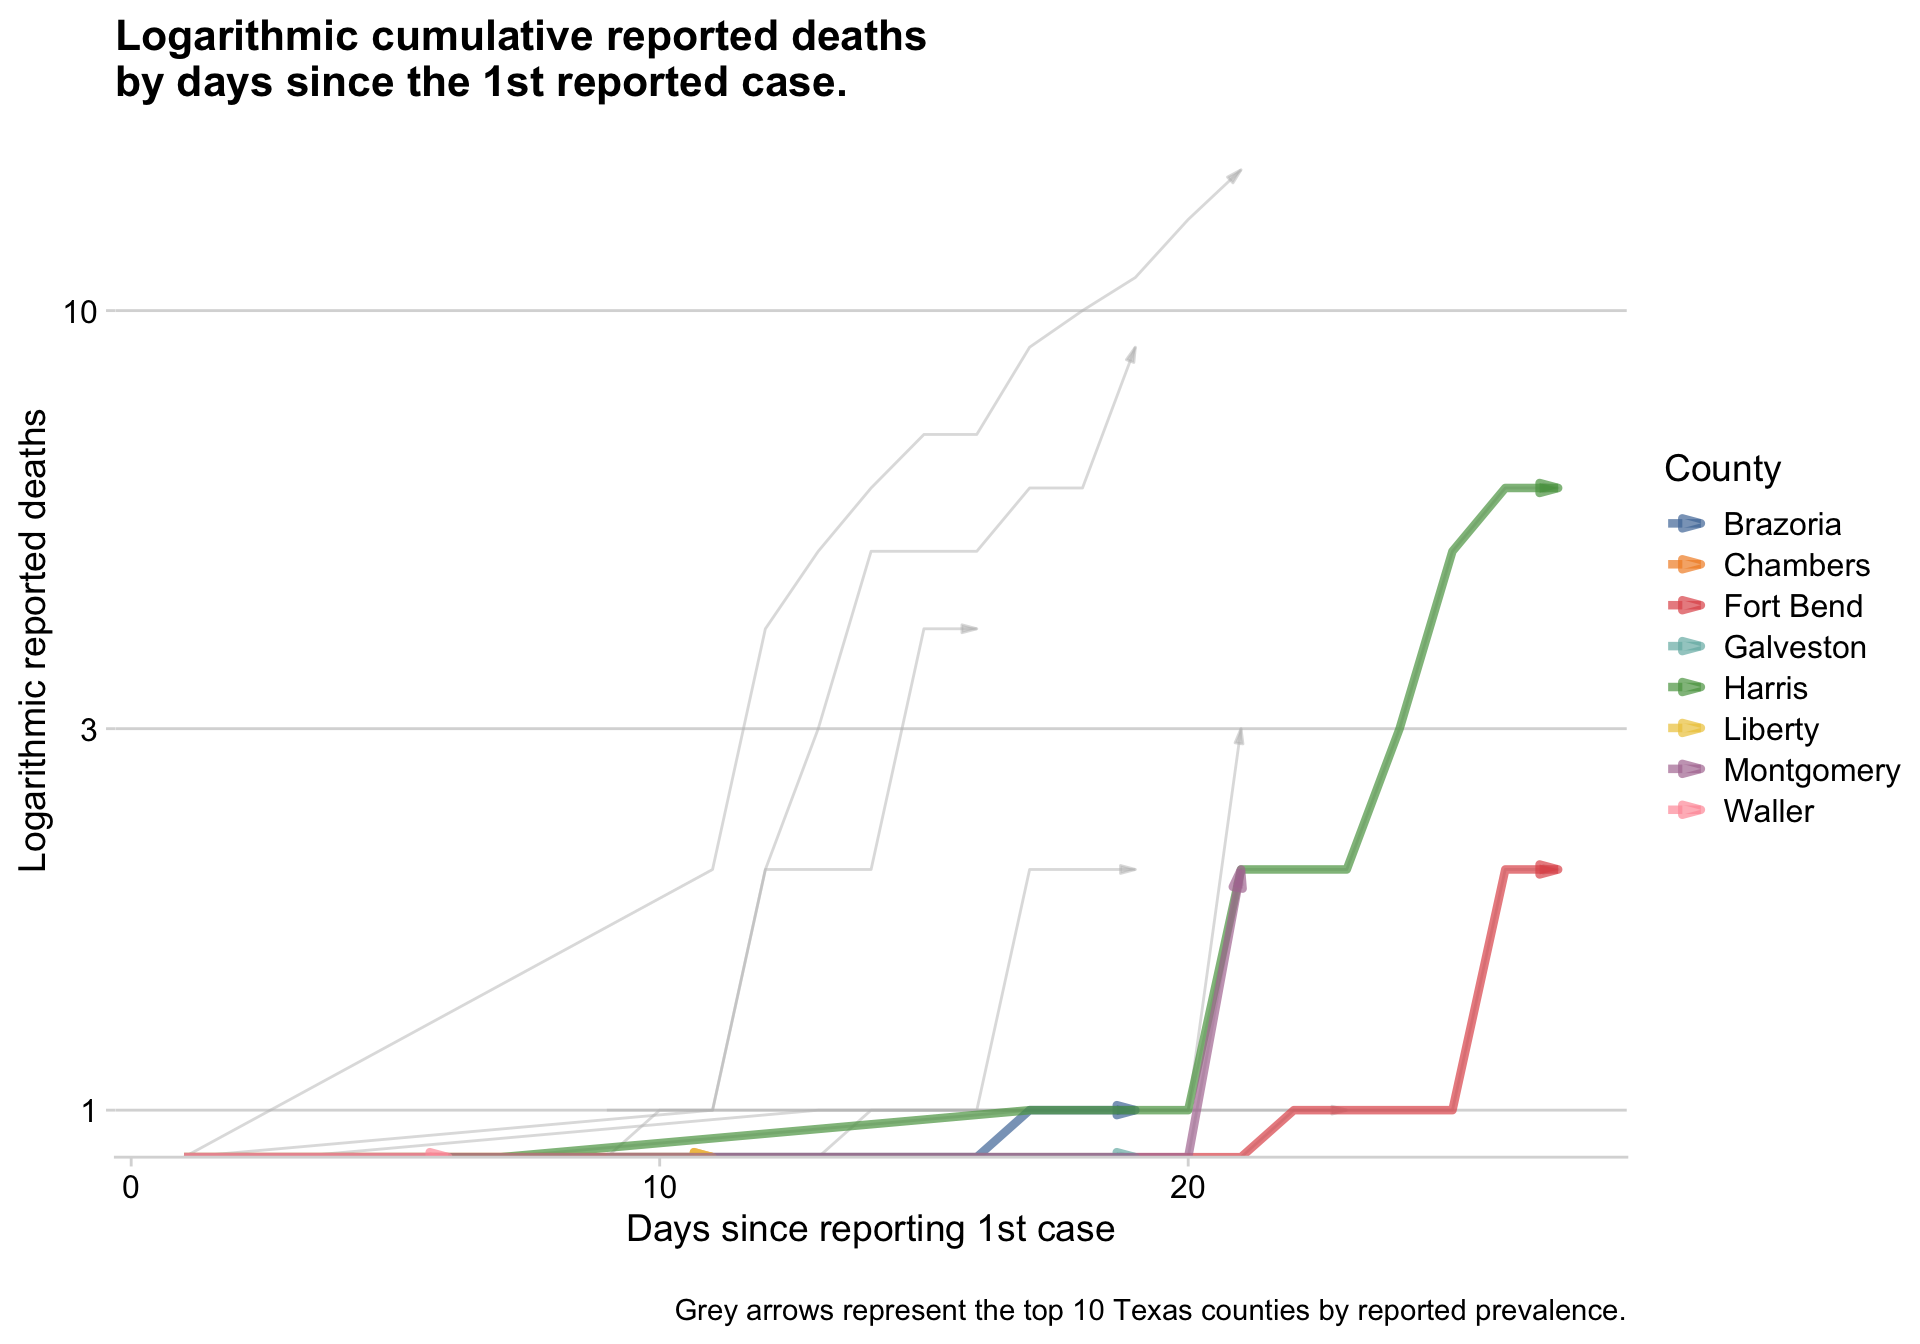 Logarithmic cumulative reported deaths
by days since the 1st reported case.
Logarithmic reported deaths
10
3
1
0
10
20
Days since reporting 1st case
County
Brazoria
Chambers
Fort Bend
Galveston
Harris
Liberty
Montgomery
Waller
Grey arrows represent the top 10 Texas counties by reported prevalence.